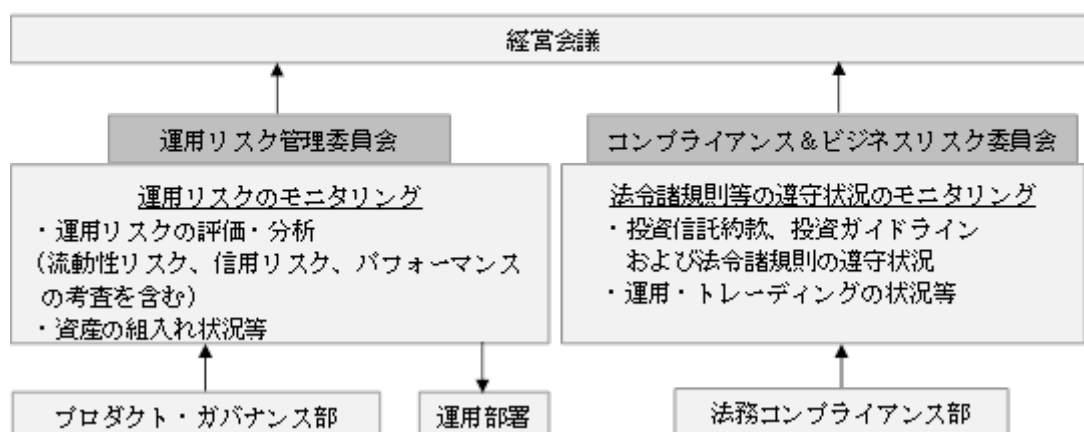 経営会議
運用リスク管理委員会
運用リスクのモニタリング
・運用リスクの評価・分析
(流動性リスク、信用リスク、パフォーマンス
の考査を含む)
・資産の組入れ状況等
プロダクト・ガバナンス部
運用部署
コンプライアンス＆ビジネスリスク委員会
法令諸規則等の遵守状況のモニタリング
・投資信託約款、投資ガイドライン
および法令諸規則の遵守状況
・運用・トレーディングの状況等
法務コンプライアンス部